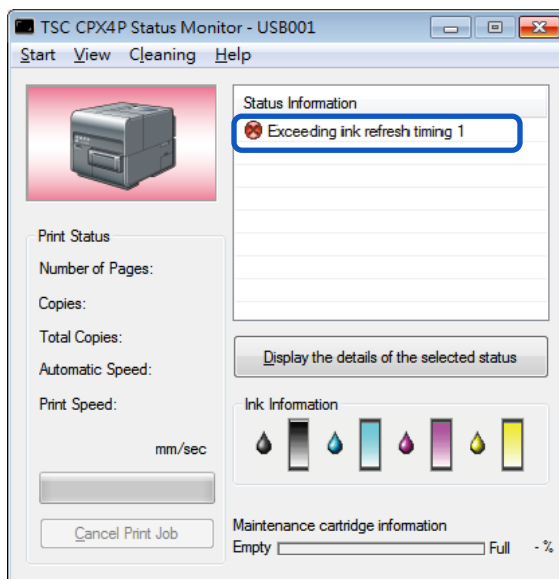 TSC CPX4P Status Monitor - USB001
Start View Cleaning Help
Status Information
Exceeding ink refresh timing 1
Print Status
Number of Pages:
Copies:
Total Copies:
Automatic Speed:
Print Speed:
mm/sec
Cancel Print Job
Display the details of the selected status
Ink Information
Maintenance cartridge information
Empty Full - %